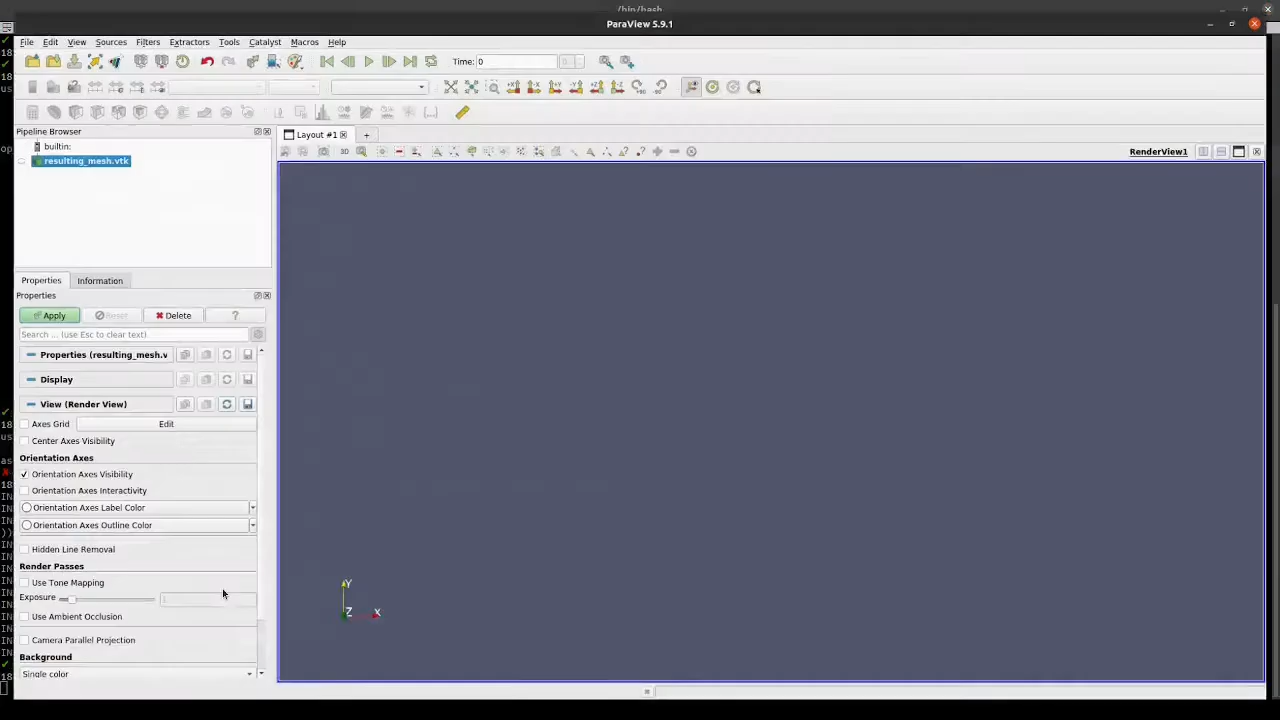 /bin/bash
ParaView 5.9.1
File Edit View Sources Filters Extractors Tools Catalyst Macros Help
Time: 0
Pipeline Browser
Layout #1
builtin:
resulting_mesh.vtk
3D
RenderView1
Properties Information
Properties
Apply Reset Delete ?
Search ... (use Esc to clear text)
Properties (resulting_mesh.v
Display
View (Render View)
Axes Grid Edit
Center Axes Visibility
Orientation Axes
Orientation Axes Visibility
Orientation Axes Interactivity
Orientation Axes Label Color
Orientation Axes Outline Color
Hidden Line Removal
Render Passes
Use Tone Mapping
Exposure
Use Ambient Occlusion
Camera Parallel Projection
Background
Single color
Y
Z X